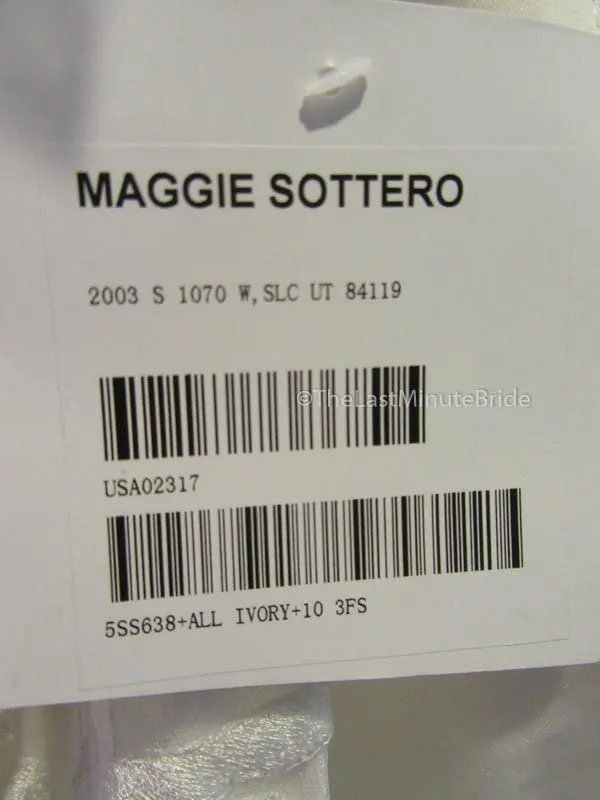 MAGGIE SOTTERO
2003 S 1070 W, SLC UT 84119
©TheLastMinuteBride
USA02317
5SS638+ALL IVORY+10 3FS